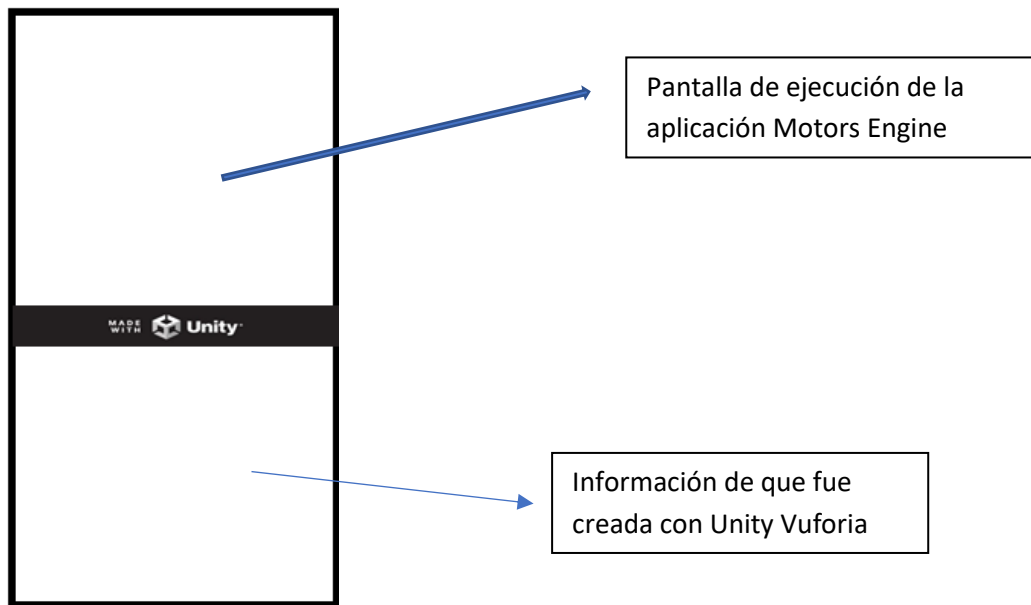 Pantalla de ejecución de la
aplicación Motors Engine
MADE WITH Unity
Información de que fue
creada con Unity Vuforia